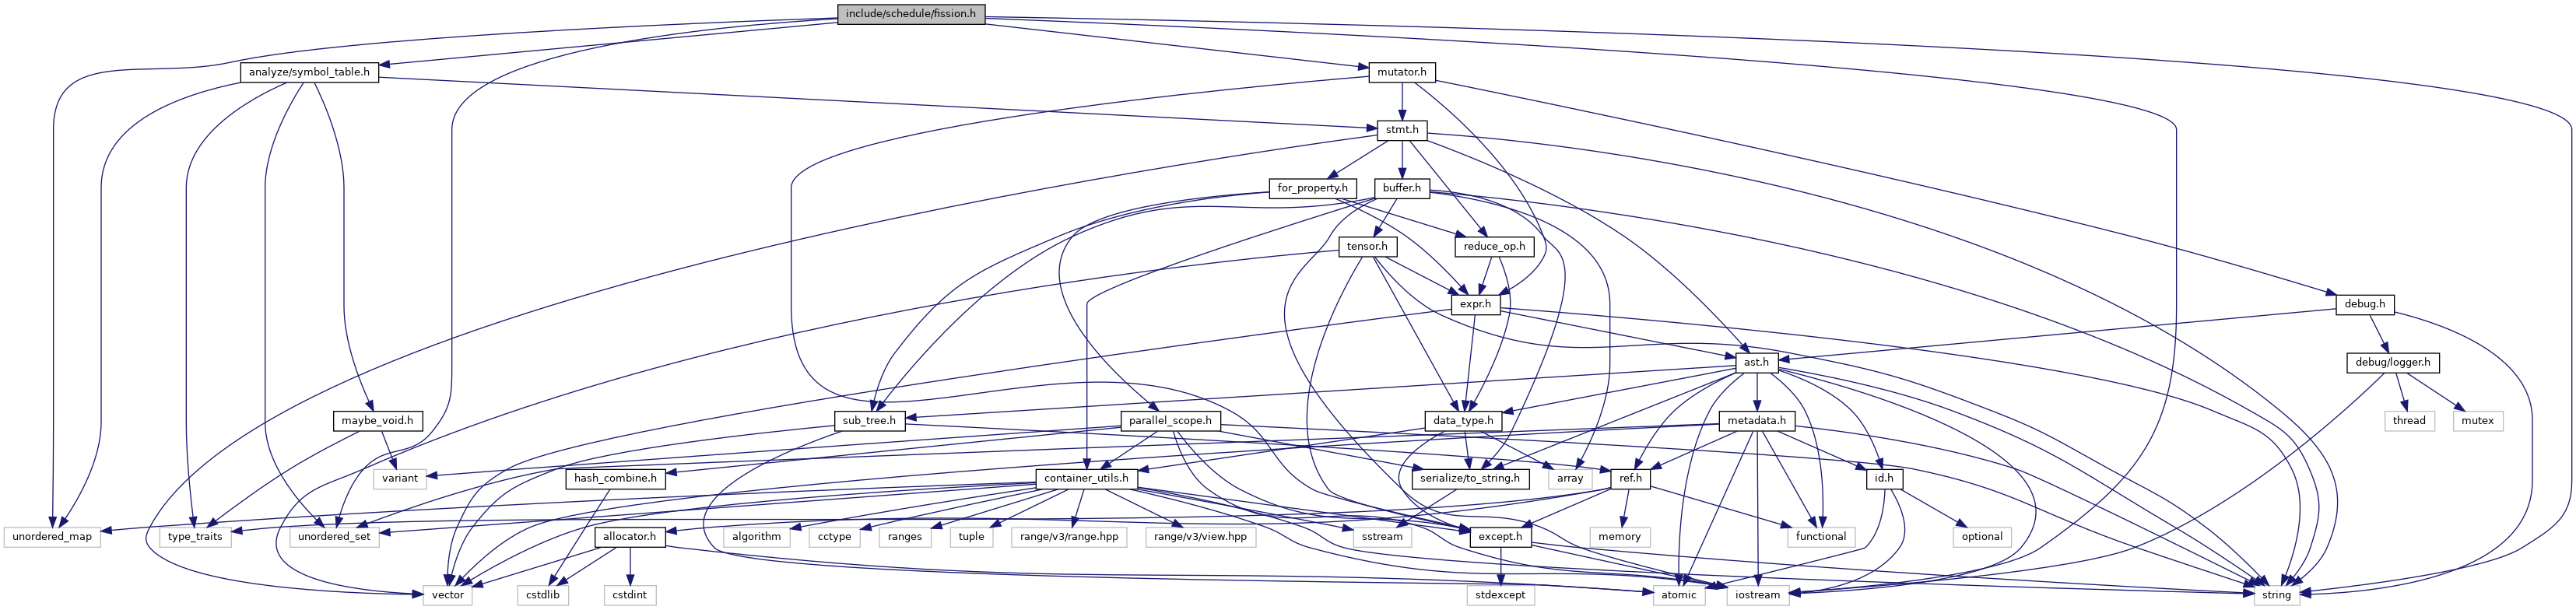 include/schedule/fission.h
analyze/symbol_table.h
mutator.h
stmt.h
for_property.h
buffer.h
tensor.h
reduce_op.h
expr.h
debug.h
ast.h
debug/logger.h
maybe_void.h
sub_tree.h
parallel_scope.h
data_type.h
metadata.h
thread
mutex
variant
hash_combine.h
container_utils.h
serialize/to_string.h
array
ref.h
id.h
unordered_map
type_traits
unordered_set
allocator.h
algorithm
cctype
ranges
tuple
range/v3/range.hpp
range/v3/view.hpp
sstream
except.h
memory
functional
optional
vector
cstdlib
cstdint
stdexcept
atomic
iostream
string